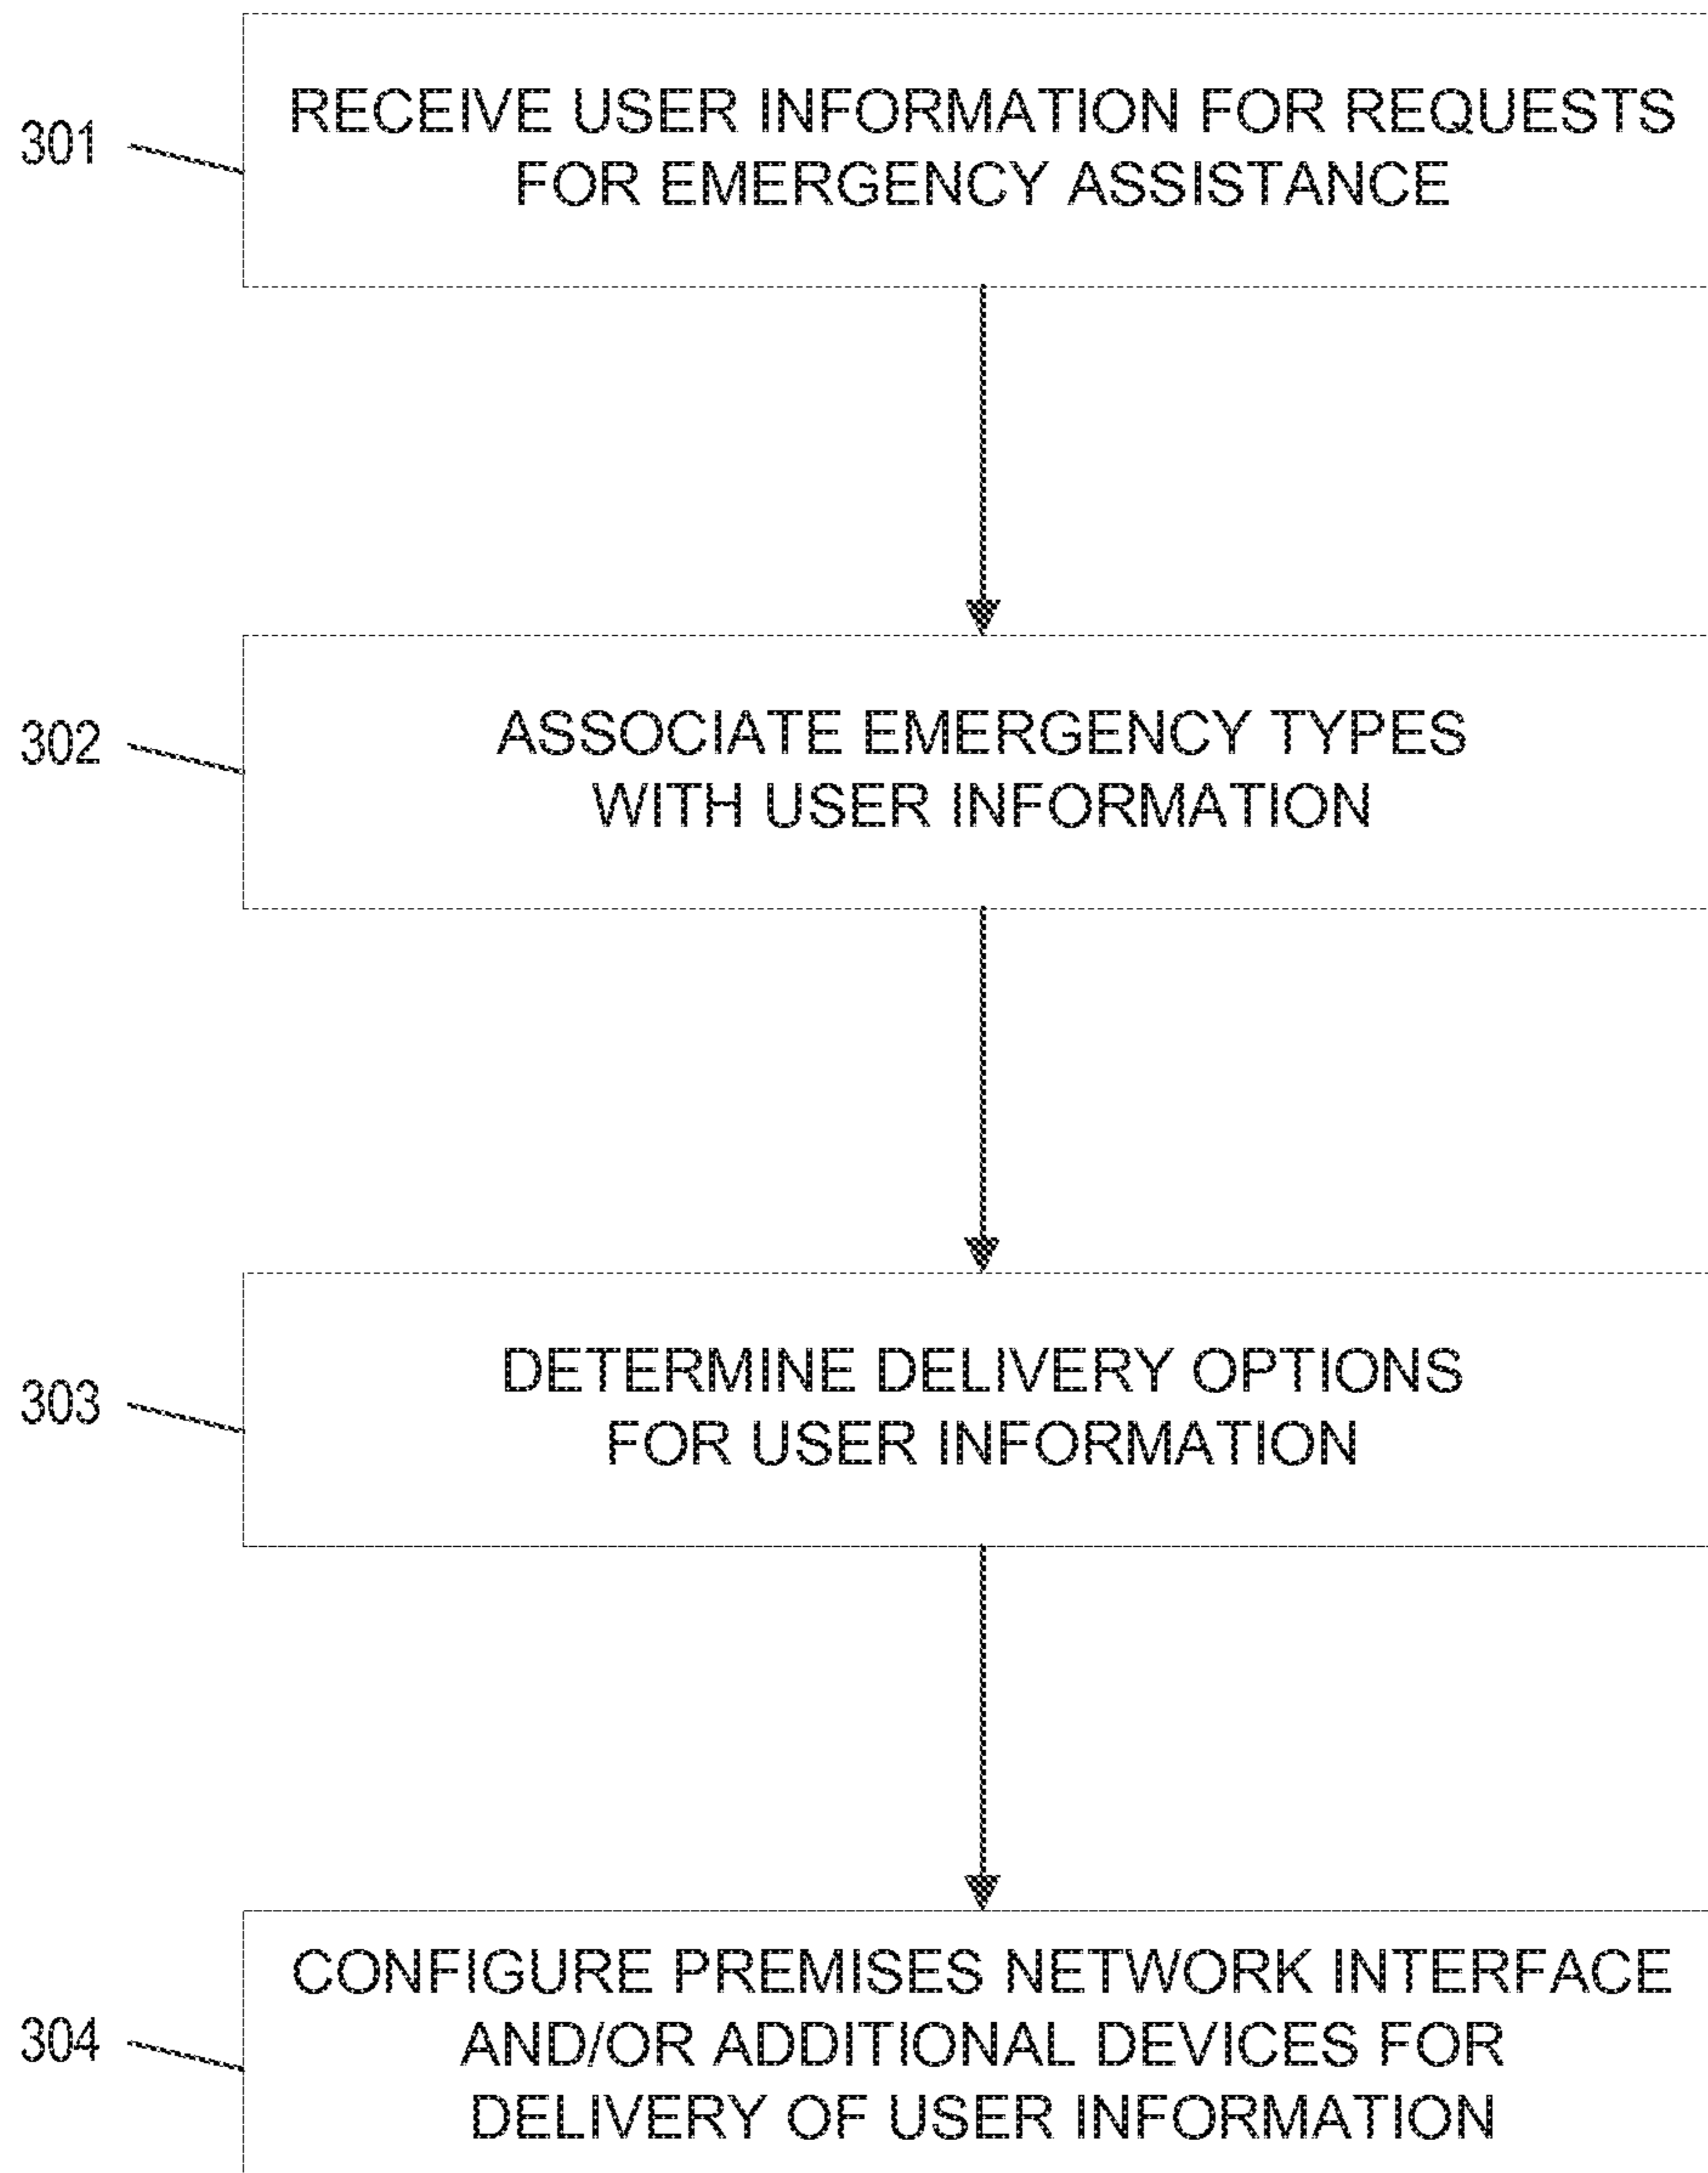 301
RECEIVE USER INFORMATION FOR REQUESTS
FOR EMERGENCY ASSISTANCE
302
ASSOCIATE EMERGENCY TYPES
WITH USER INFORMATION
303
DETERMINE DELIVERY OPTIONS
FOR USER INFORMATION
304
CONFIGURE PREMISES NETWORK INTERFACE
AND/OR ADDITIONAL DEVICES FOR
DELIVERY OF USER INFORMATION